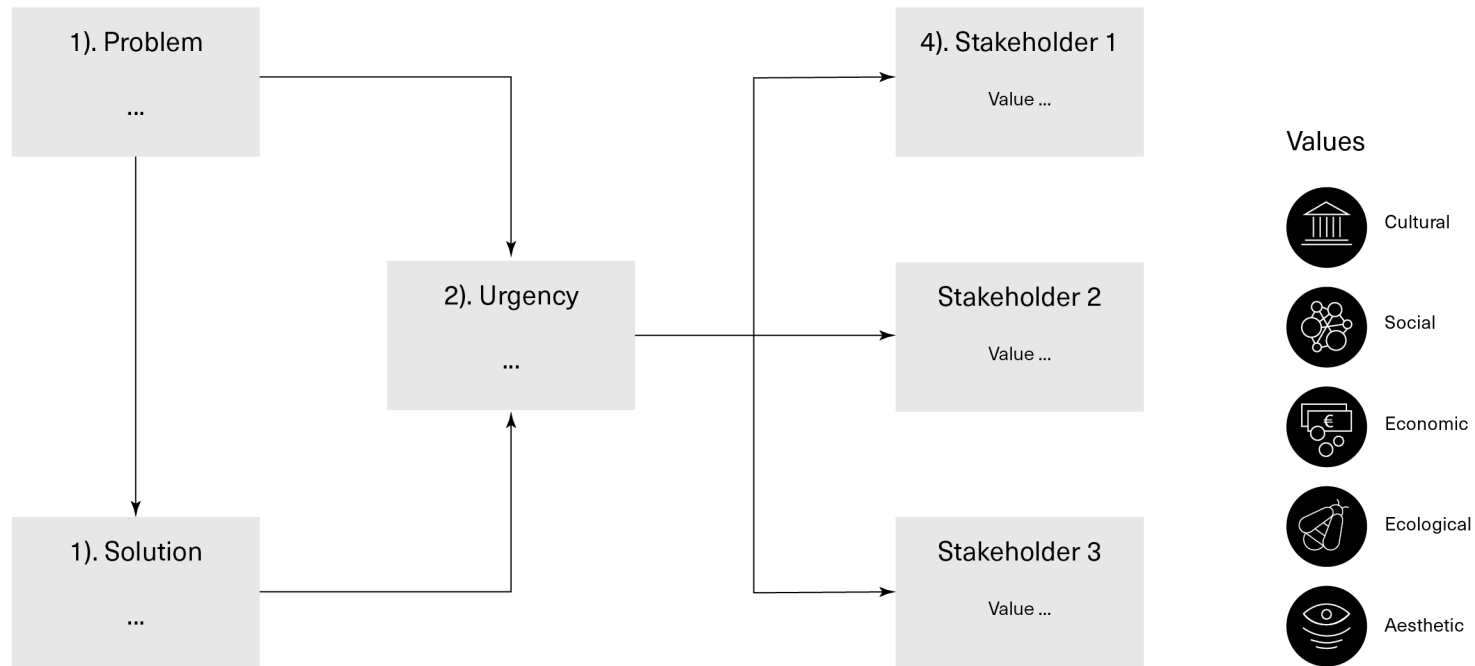 1). Problem
...
1). Solution
...
2). Urgency
...
4). Stakeholder 1
Value ...
Stakeholder 2
Value ...
Stakeholder 3
Value ...
Values
Cultural
Social
€
Economic
Ecological
Aesthetic